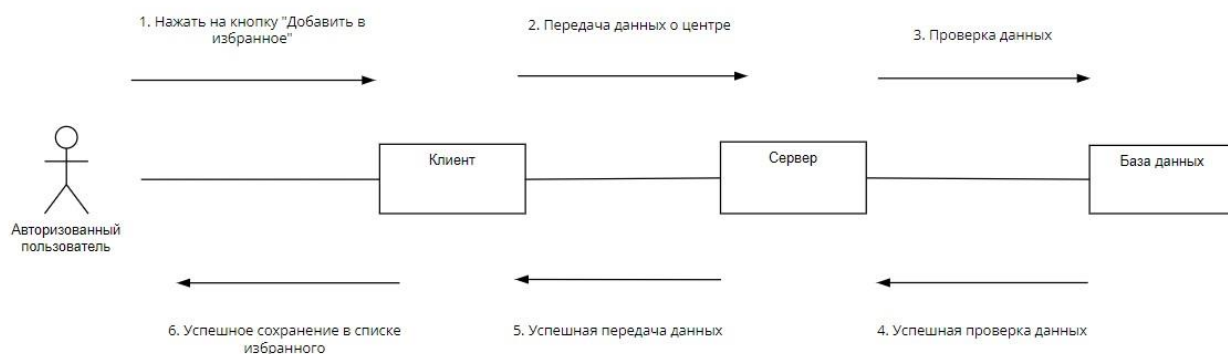 1. Нажать на кнопку "Добавить в
избранное"
2. Передача данных о центре
3. Проверка данных
Клиент
Сервер
База данных
Авторизованный
пользователь
6. Успешное сохранение в списке
избранного
5. Успешная передача данных
4. Успешная проверка данных